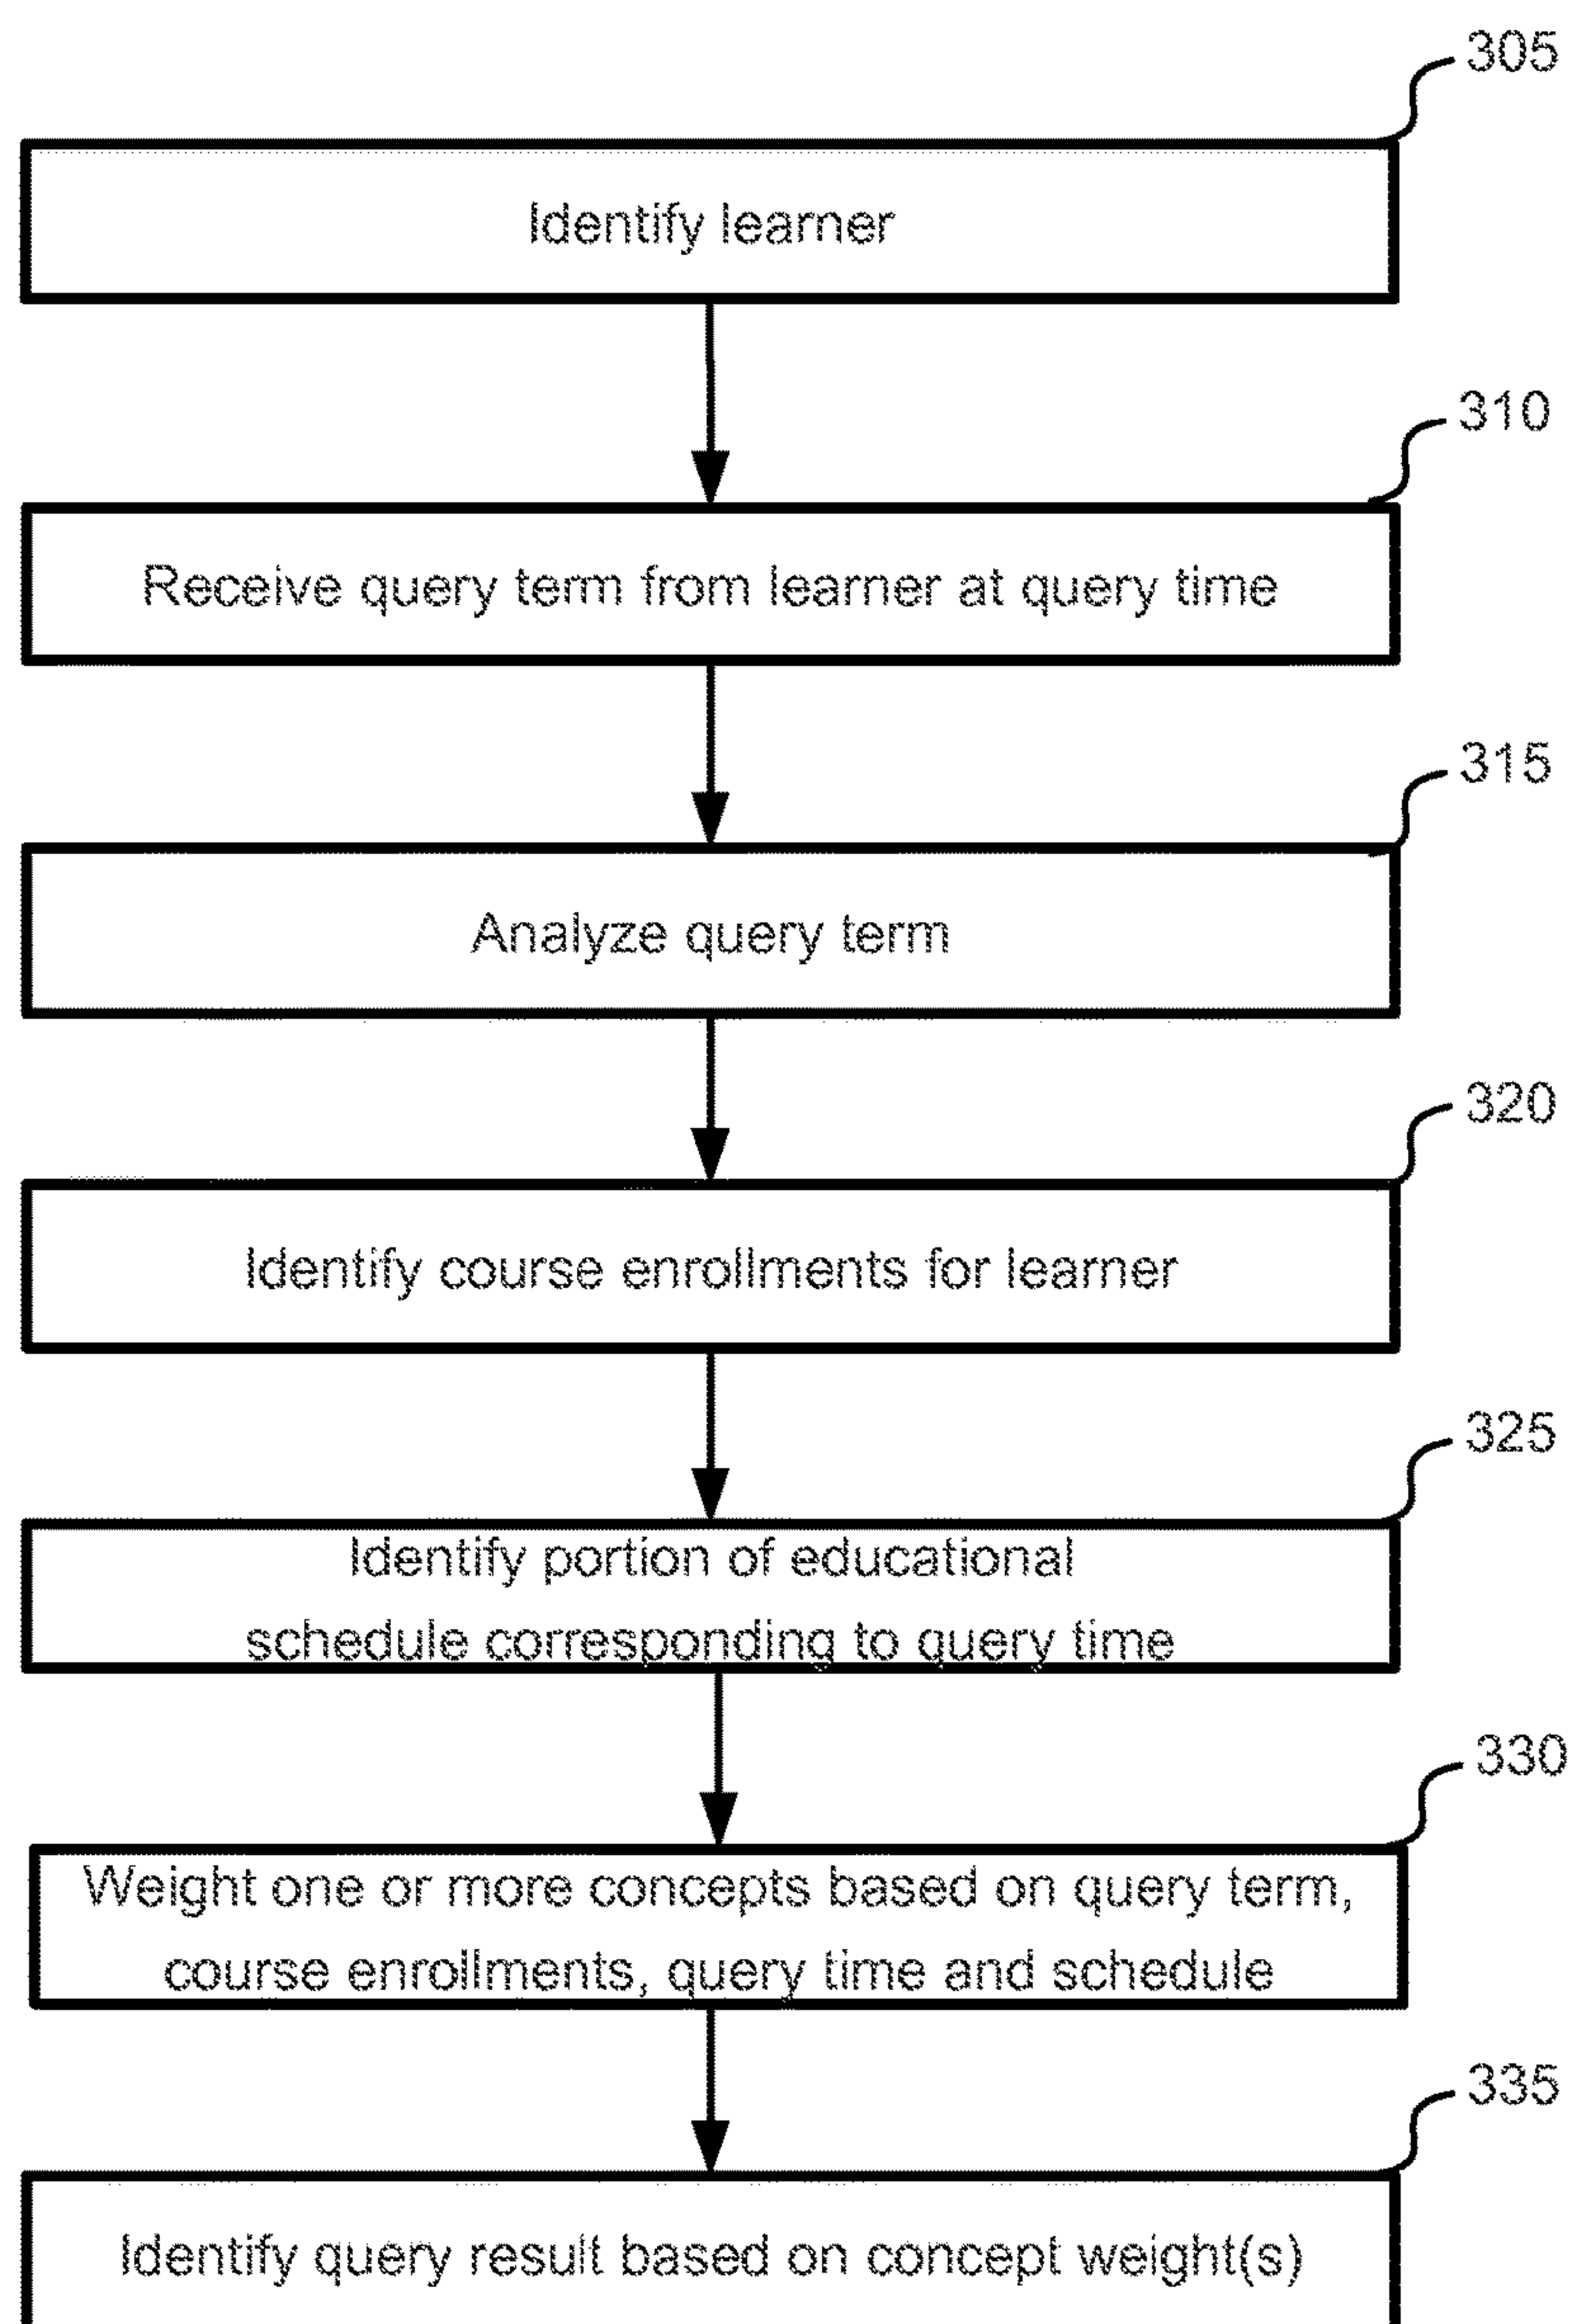 305
Identify learner
310
Receive query term from learner at query time
315
Analyze query term
320
Identify course enrollments for learner
325
Identify portion of educational
schedule corresponding to query time
330
Weight one or more concepts based on query term,
course enrollments, query time and schedule
335
Identify query result based on concept weight(s)